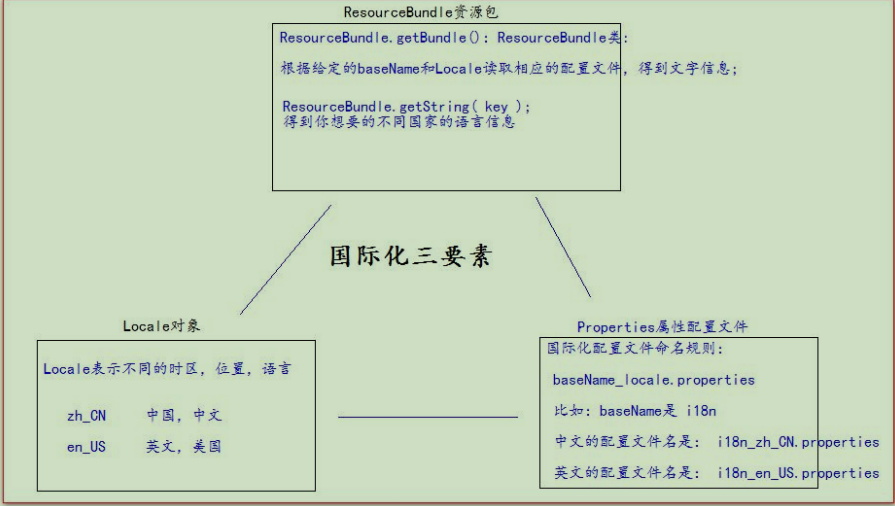 ResourceBundle资源包
ResourceBundle.getBundle(): ResourceBundle类:
根据给定的baseName和Locale读取相应的配置文件, 得到文字信息;
ResourceBundle.getString( key );
得到你想要的不同国家的语言信息
国际化三要素
Locale对象
Locale表示不同的时区, 位置, 语言
zh_CN 中国, 中文
en_US 英文, 美国
Properties属性配置文件
国际化配置文件命名规则:
baseName_locale.properties
比如: baseName是 i18n
中文的配置文件名是: i18n_zh_CN.properties
英文的配置文件名是: i18n_en_US.properties